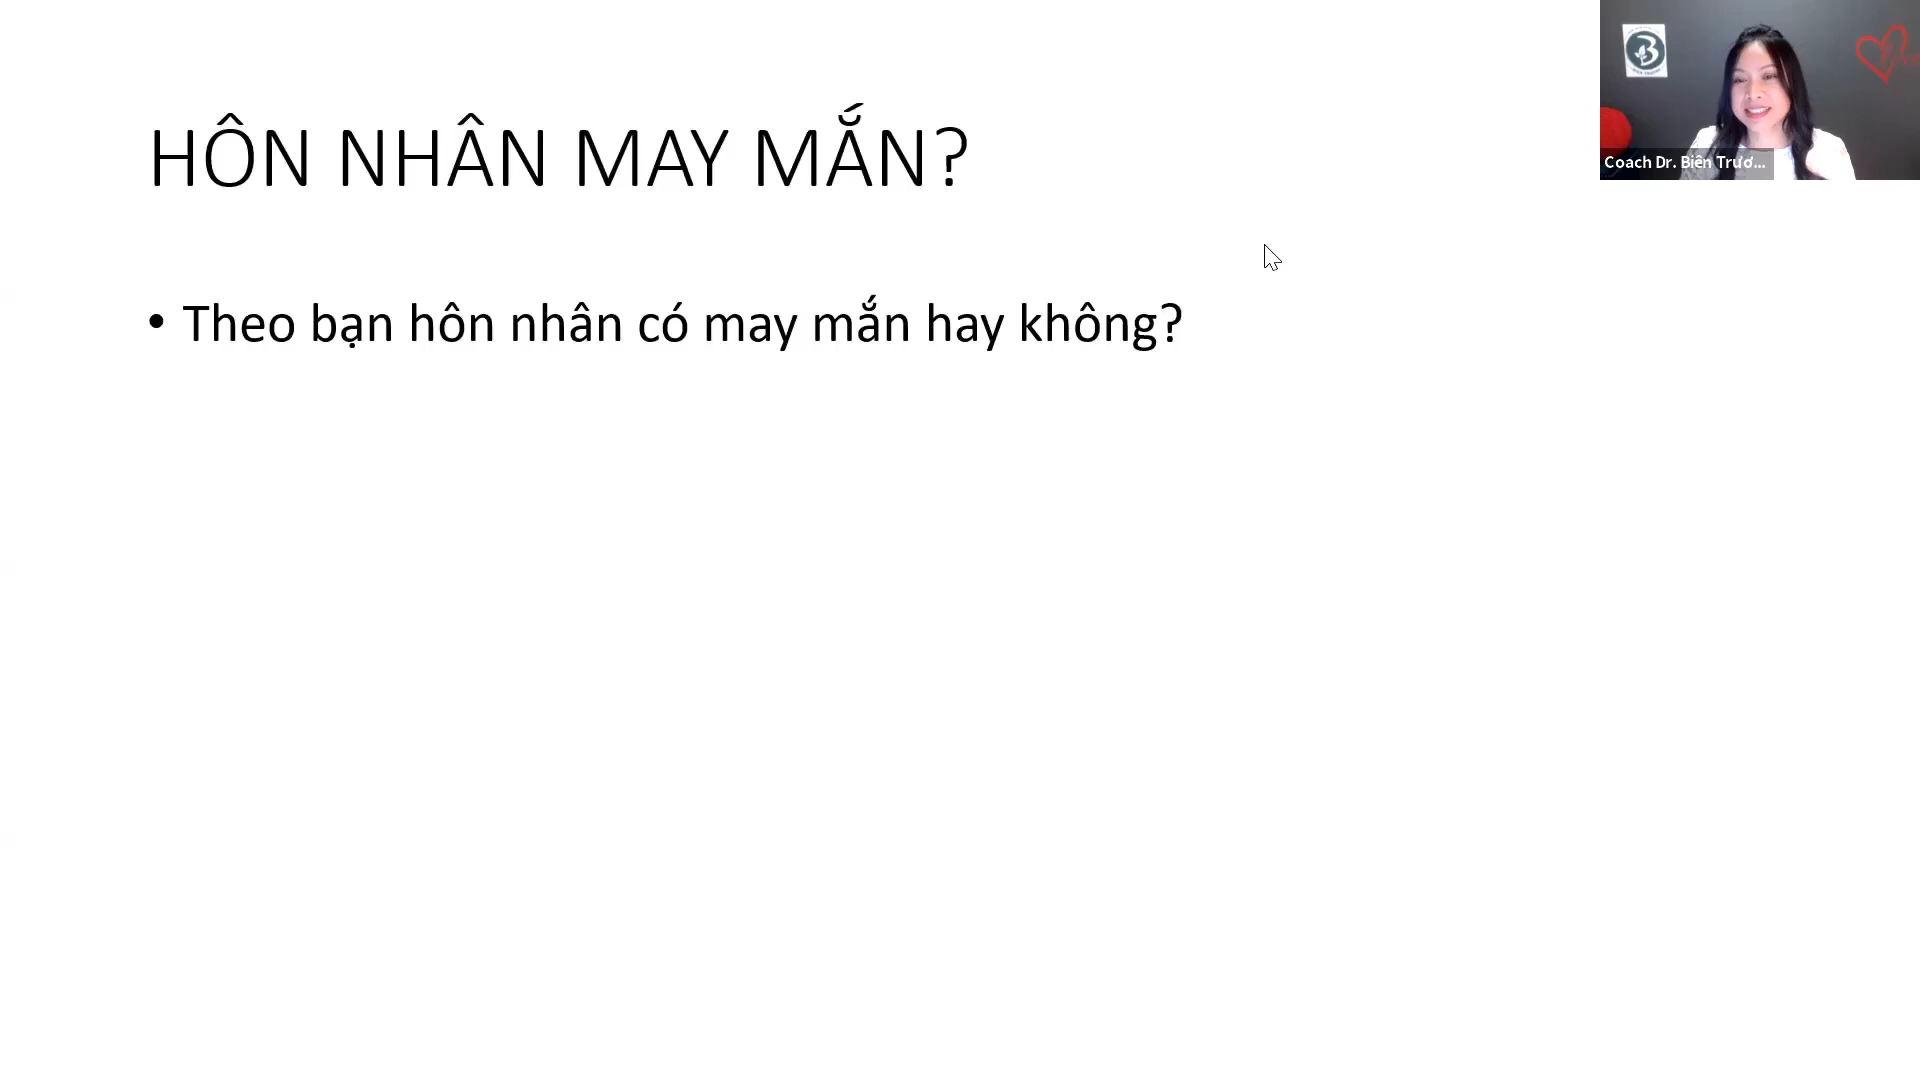 HÔN NHÂN MAY MẮN?
• Theo bạn hôn nhân có may mắn hay không?
Coach Dr. Biên Trươ...